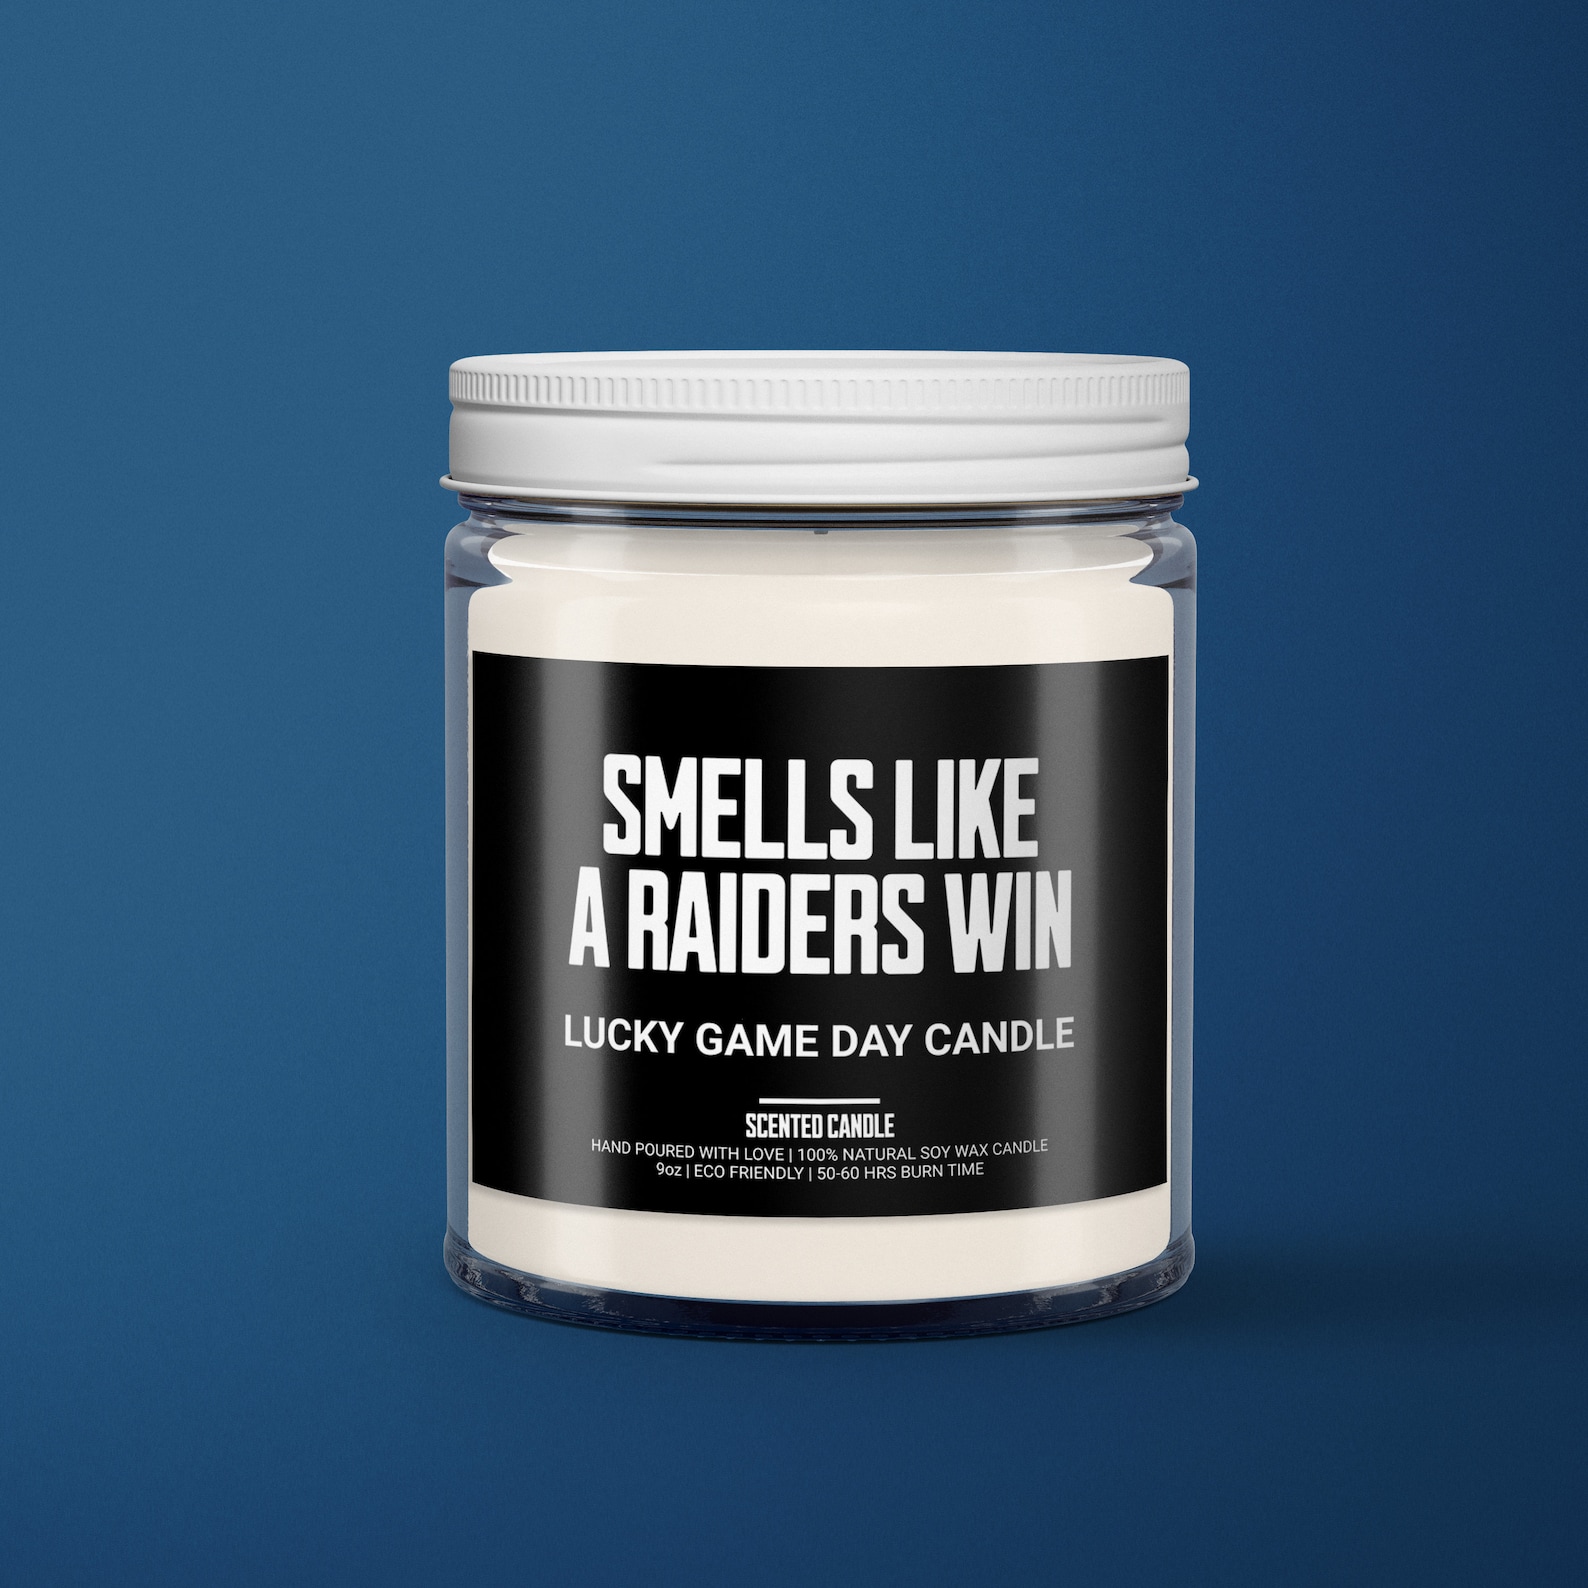 SMELLS LIKE
A RAIDERS WIN
LUCKY GAME DAY CANDLE
SCENTED CANDLE
HAND POURED WITH LOVE | 100% NATURAL SOY WAX CANDLE
9oz | ECO FRIENDLY | 50-60 HRS BURN TIME